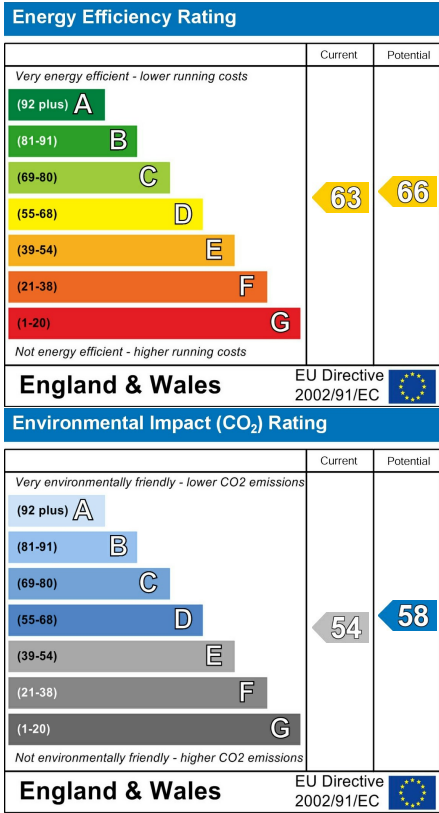 Energy Efficiency Rating
Current Potential
Very energy efficient - lower running costs
(92 plus) A
(81-91) B
(69-80) C
(55-68) D
(39-54) E
(21-38) F
(1-20) G
63 66
Not energy efficient - higher running costs
England & Wales
EU Directive
2002/91/EC
Environmental Impact (CO₂) Rating
Current Potential
Very environmentally friendly - lower CO2 emissions
(92 plus) A
(81-91) B
(69-80) C
(55-68) D
(39-54) E
(21-38) F
(1-20) G
54 58
Not environmentally friendly - higher CO2 emissions
England & Wales
EU Directive
2002/91/EC